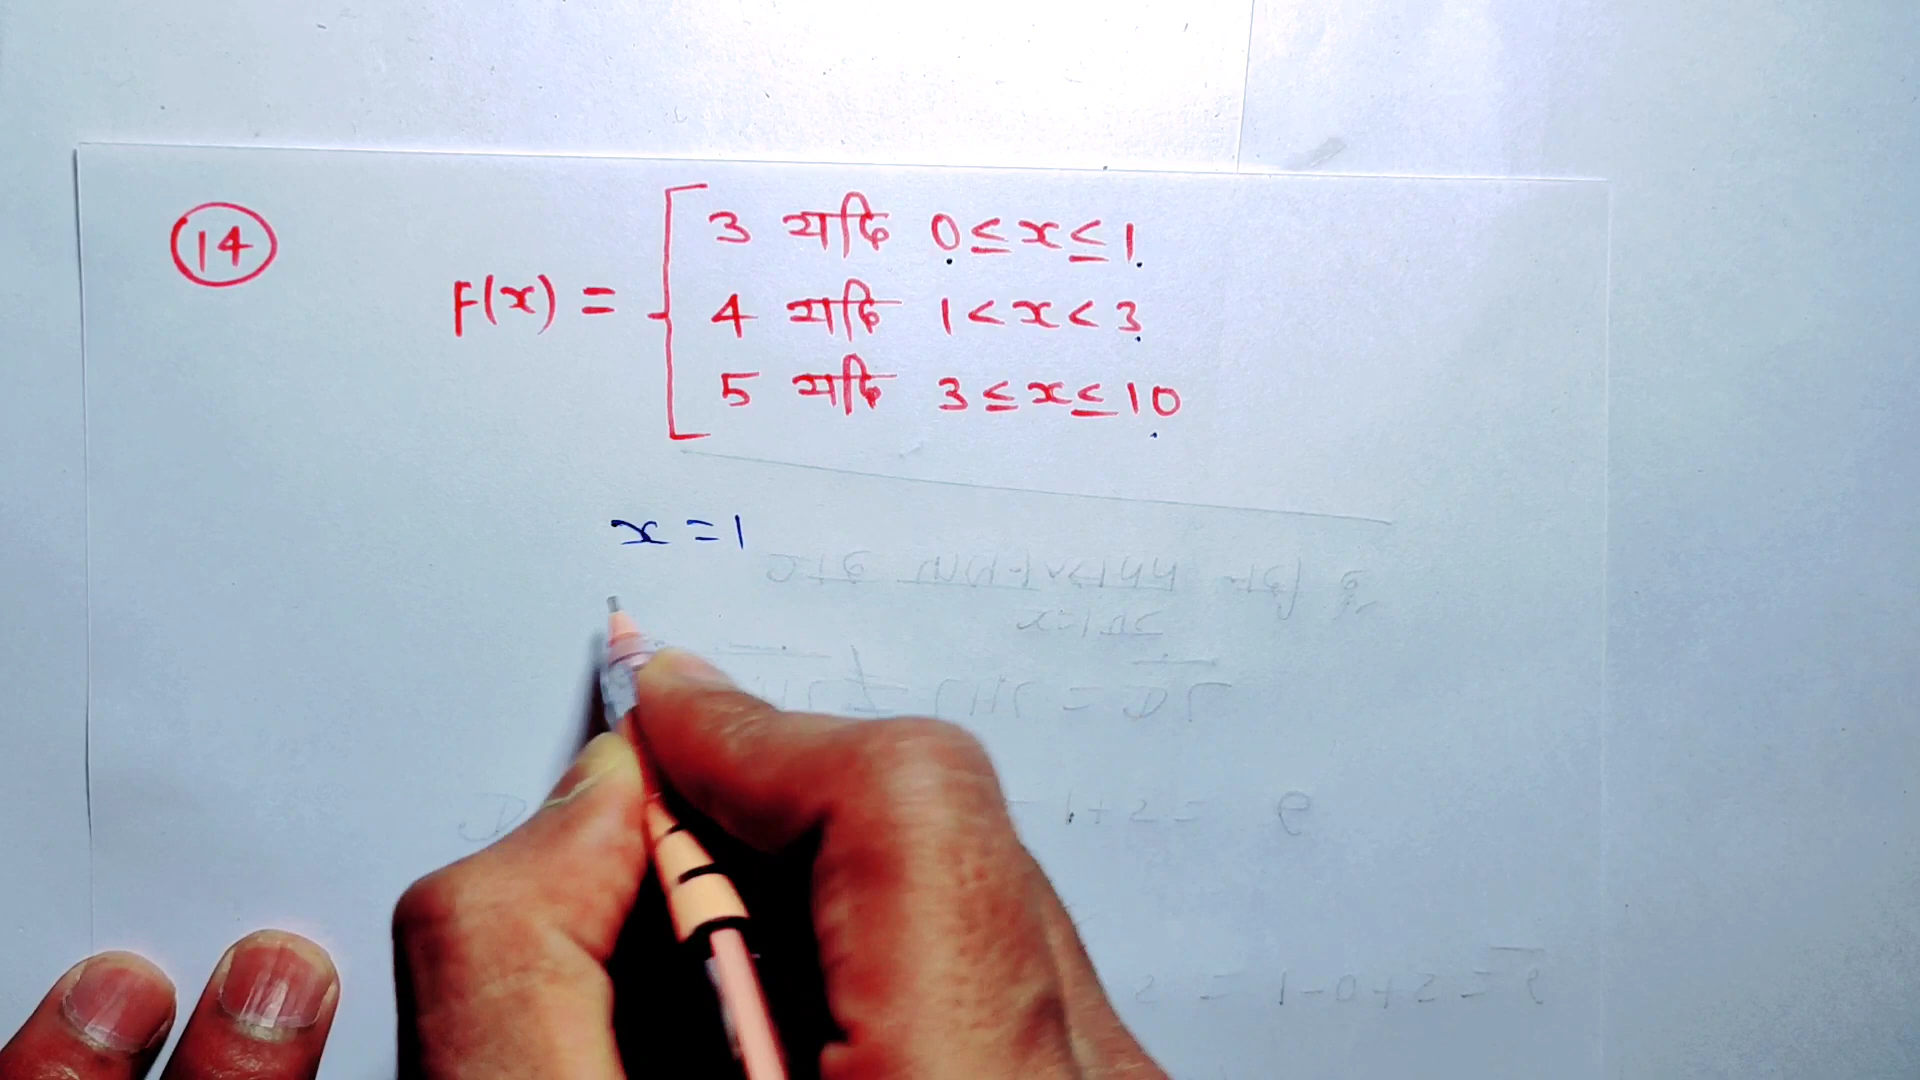 14
3 यदि 0 ≤ x ≤ 1
F(x) = 4 यदि 1 < x < 3
5 यदि 3 ≤ x ≤ 10
x = 1